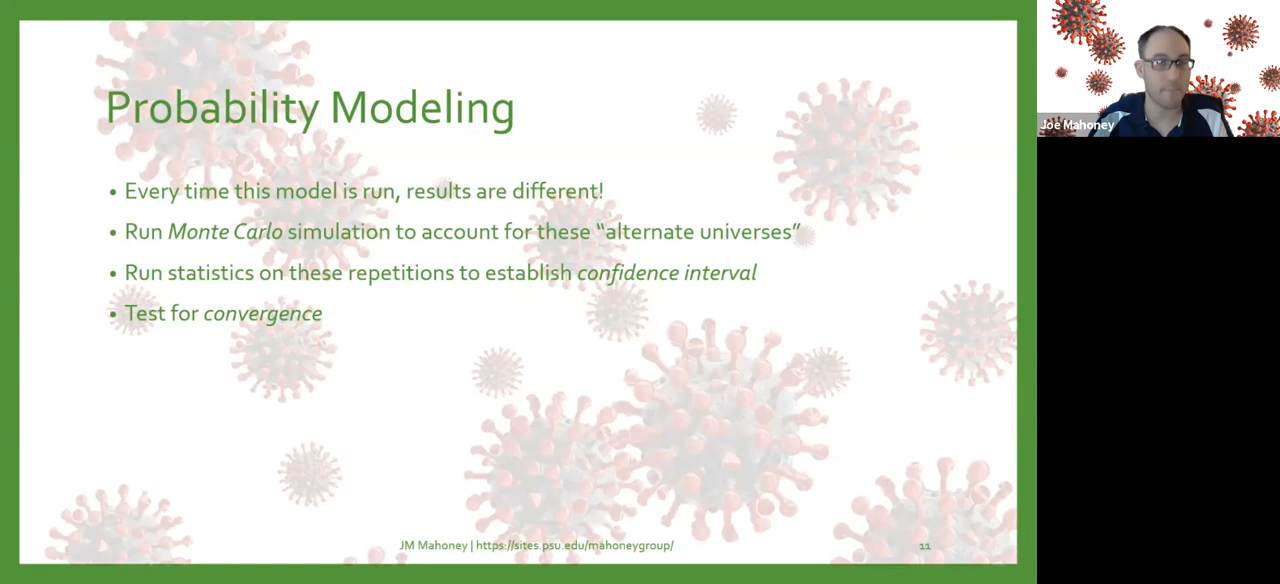 Probability Modeling
• Every time this model is run, results are different!
• Run Monte Carlo simulation to account for these “alternate universes”
• Run statistics on these repetitions to establish confidence interval
• Test for convergence
JM Mahoney | https://sites.psu.edu/mahoneygroup/
11
Joe Mahoney